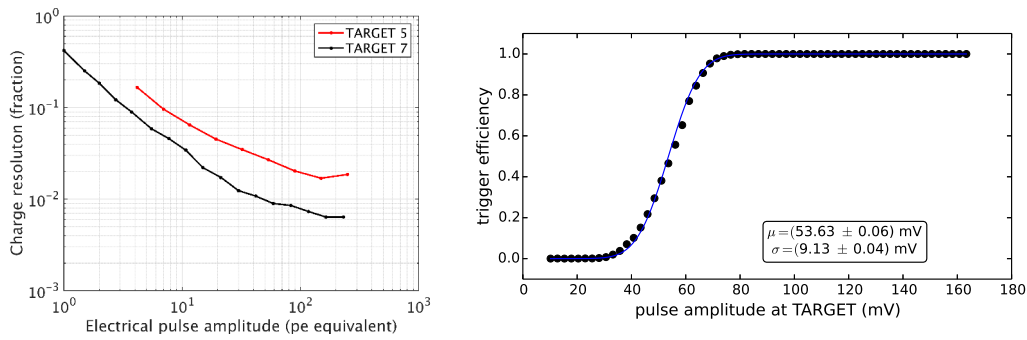 Charge resoluton (fraction)
10^0
10^-1
10^-2
10^-3
TARGET 5
TARGET 7
10^0 10^1 10^2 10^3
Electrical pulse amplitude (pe equivalent)
trigger efficiency
1.0
0.8
0.6
0.4
0.2
0.0
μ=(53.63 ± 0.06) mV
σ=(9.13 ± 0.04) mV
0 20 40 60 80 100 120 140 160 180
pulse amplitude at TARGET (mV)